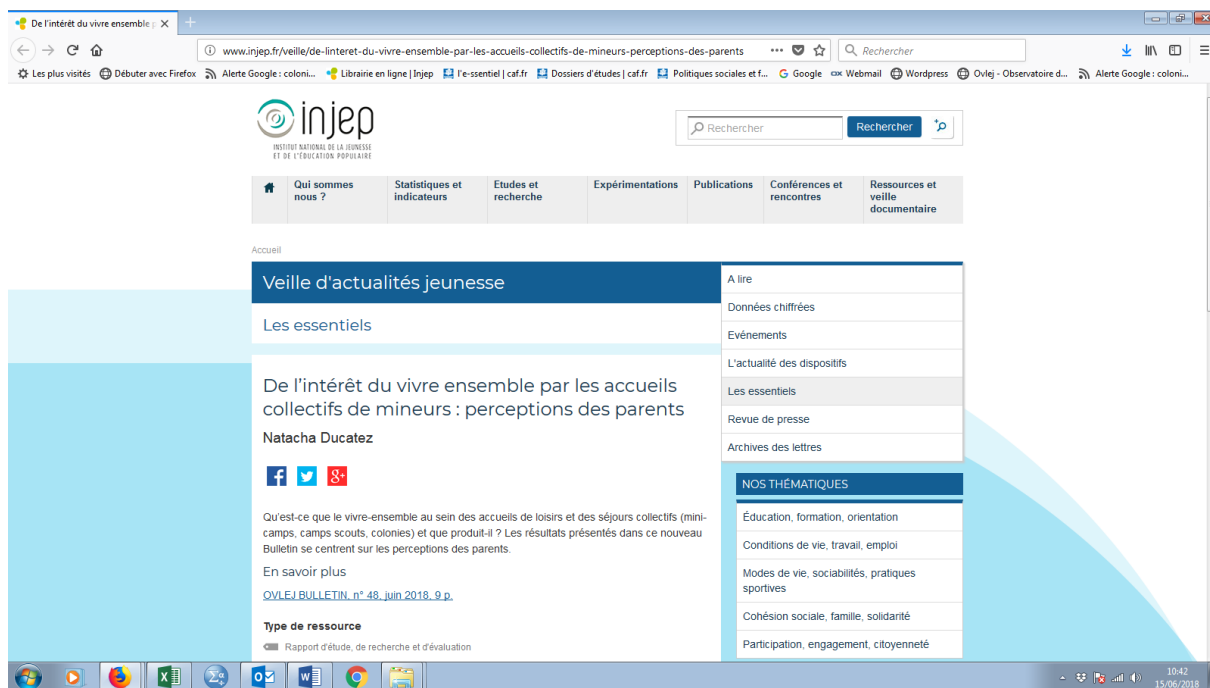 De l'intérêt du vivre ensemble p
www.injep.fr/veille/de-linteret-du-vivre-ensemble-par-les-accueils-collectifs-de-mineurs-perceptions-des-parents
Rechercher
Les plus visités Débuter avec Firefox Alerte Google : coloni... Librairie en ligne | Injep l'e-ssentiel | caf.fr Dossiers d'études | caf.fr Politiques sociales et f... Google Webmail Wordpress Ovlej - Observatoire d... Alerte Google : coloni...
injep
INSTITUT NATIONAL DE LA JEUNESSE
ET DE L'ÉDUCATION POPULAIRE
Rechercher Rechercher
Qui sommes nous ?
Statistiques et indicateurs
Etudes et recherche
Expérimentations
Publications
Conférences et rencontres
Ressources et veille documentaire
Accueil
Veille d'actualités jeunesse
Les essentiels
De l'intérêt du vivre ensemble par les accueils
collectifs de mineurs : perceptions des parents
Natacha Ducatez
Qu'est-ce que le vivre-ensemble au sein des accueils de loisirs et des séjours collectifs (mini-
camps, camps scouts, colonies) et que produit-il ? Les résultats présentés dans ce nouveau
Bulletin se centrent sur les perceptions des parents.
En savoir plus
OVLEJ BULLETIN, n° 48, juin 2018, 9 p.
Type de ressource
Rapport d'étude, de recherche et d'évaluation
A lire
Données chiffrées
Evénements
L'actualité des dispositifs
Les essentiels
Revue de presse
Archives des lettres
NOS THÉMATIQUES
Éducation, formation, orientation
Conditions de vie, travail, emploi
Modes de vie, sociabilités, pratiques
sportives
Cohésion sociale, famille, solidarité
Participation, engagement, citoyenneté
10:42
15/06/2018